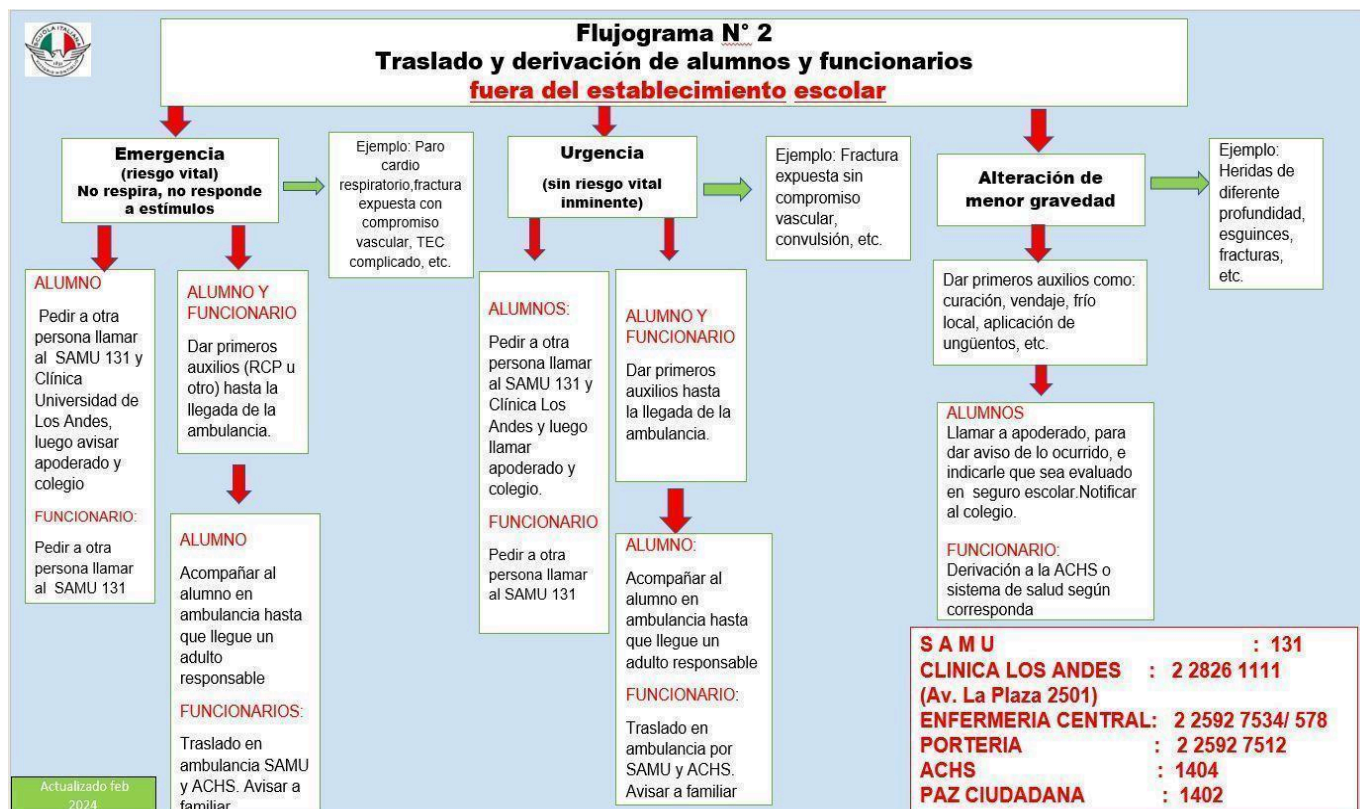 SCUOLA ITALIANA
Flujograma N° 2
Traslado y derivación de alumnos y funcionarios
fuera del establecimiento escolar
Emergencia
(riesgo vital)
No respira, no responde
a estímulos
Ejemplo: Paro
cardio
respiratorio,fractura
expuesta con
compromiso
vascular, TEC
complicado, etc.
ALUMNO
Pedir a otra
persona llamar
al SAMU 131 y
Clínica
Universidad de
Los Andes,
luego avisar
apoderado y
colegio
FUNCIONARIO:
Pedir a otra
persona llamar
al SAMU 131
ALUMNO Y
FUNCIONARIO
Dar primeros
auxilios (RCP u
otro) hasta la
llegada de la
ambulancia.
ALUMNO
Acompañar al
alumno en
ambulancia hasta
que llegue un
adulto
responsable
FUNCIONARIOS:
Traslado en
ambulancia SAMU
y ACHS. Avisar a
familiar
Urgencia
(sin riesgo vital
inminente)
Ejemplo: Fractura
expuesta sin
compromiso
vascular,
convulsión, etc.
ALUMNOS:
Pedir a otra
persona llamar
al SAMU 131 y
Clínica Los
Andes y luego
llamar
apoderado y
colegio.
FUNCIONARIO
Pedir a otra
persona llamar
al SAMU 131
ALUMNO Y
FUNCIONARIO
Dar primeros
auxilios hasta
la llegada de la
ambulancia.
ALUMNO:
Acompañar al
alumno en
ambulancia hasta
que llegue un
adulto responsable
FUNCIONARIO:
Traslado en
ambulancia por
SAMU y ACHS.
Avisar a familiar
Alteración de
menor gravedad
Ejemplo:
Heridas de
diferente
profundidad,
esguinces,
fracturas,
etc.
Dar primeros auxilios como:
curación, vendaje, frío
local, aplicación de
ungüentos, etc.
ALUMNOS
Llamar a apoderado, para
dar aviso de lo ocurrido, e
indicarle que sea evaluado
en seguro escolar.Notificar
al colegio.
FUNCIONARIO:
Derivación a la ACHS o
sistema de salud según
corresponda
S A M U : 131
CLINICA LOS ANDES : 2 2826 1111
(Av. La Plaza 2501)
ENFERMERIA CENTRAL: 2 2592 7534/ 578
PORTERIA : 2 2592 7512
ACHS : 1404
PAZ CIUDADANA : 1402
Actualizado feb
2024